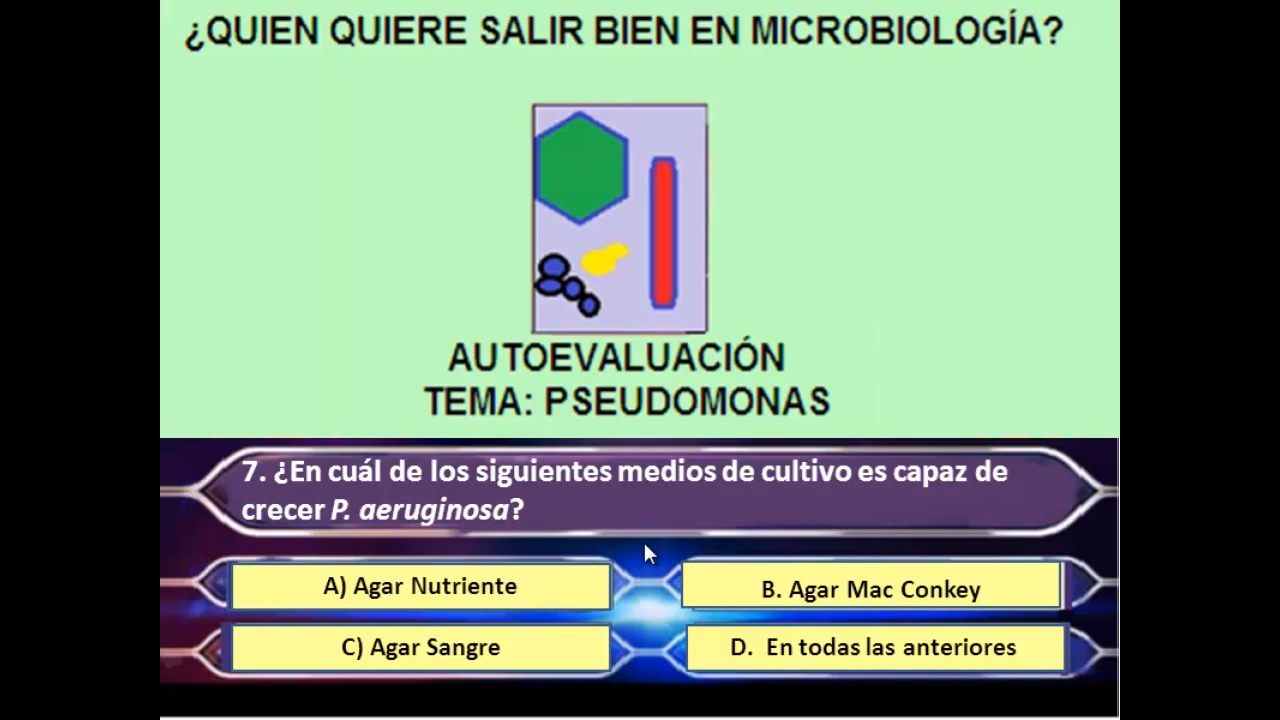 ¿QUIEN QUIERE SALIR BIEN EN MICROBIOLOGÍA?
AUTOEVALUACIÓN
TEMA: PSEUDOMONAS
7. ¿En cuál de los siguientes medios de cultivo es capaz de
crecer P. aeruginosa?
A) Agar Nutriente
B. Agar Mac Conkey
C) Agar Sangre
D. En todas las anteriores